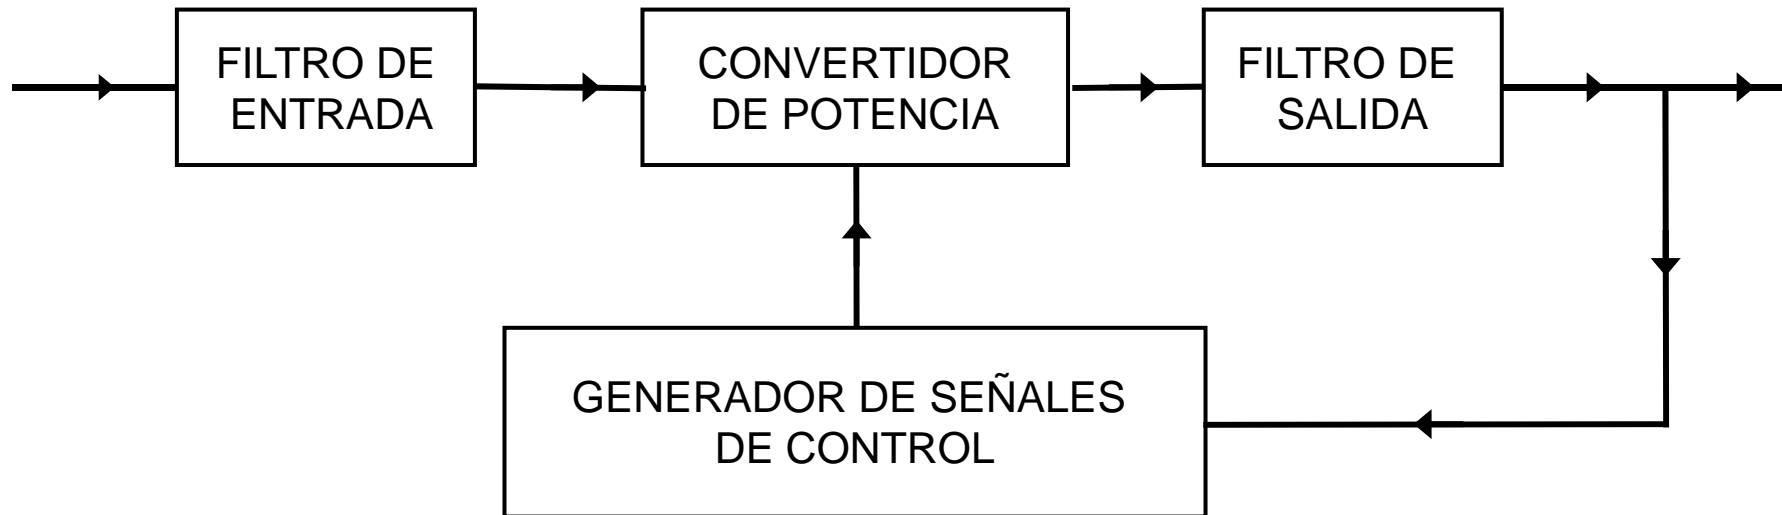 FILTRO DE
ENTRADA
CONVERTIDOR
DE POTENCIA
FILTRO DE
SALIDA
GENERADOR DE SEÑALES
DE CONTROL